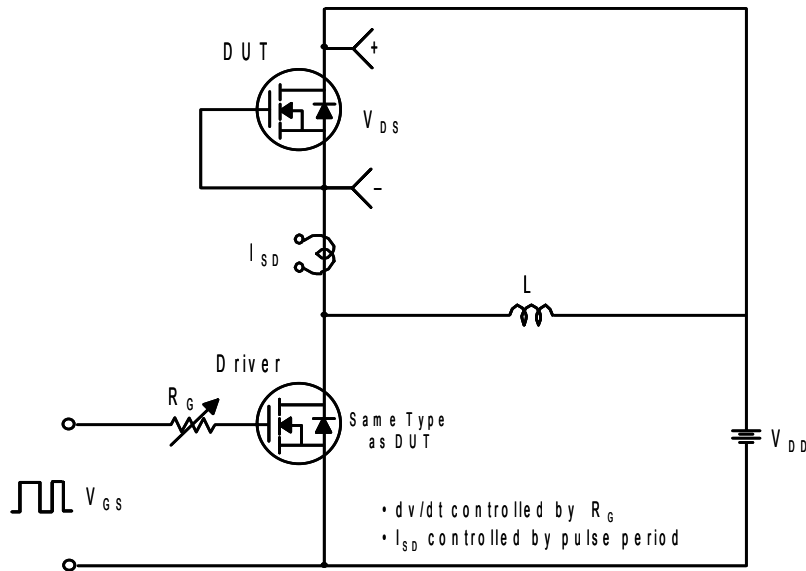 DUT
+
V DS
−
I SD
L
Driver
R G
Same Type
as DUT
V DD
V GS
• dv/dt controlled by R G
• I SD controlled by pulse period